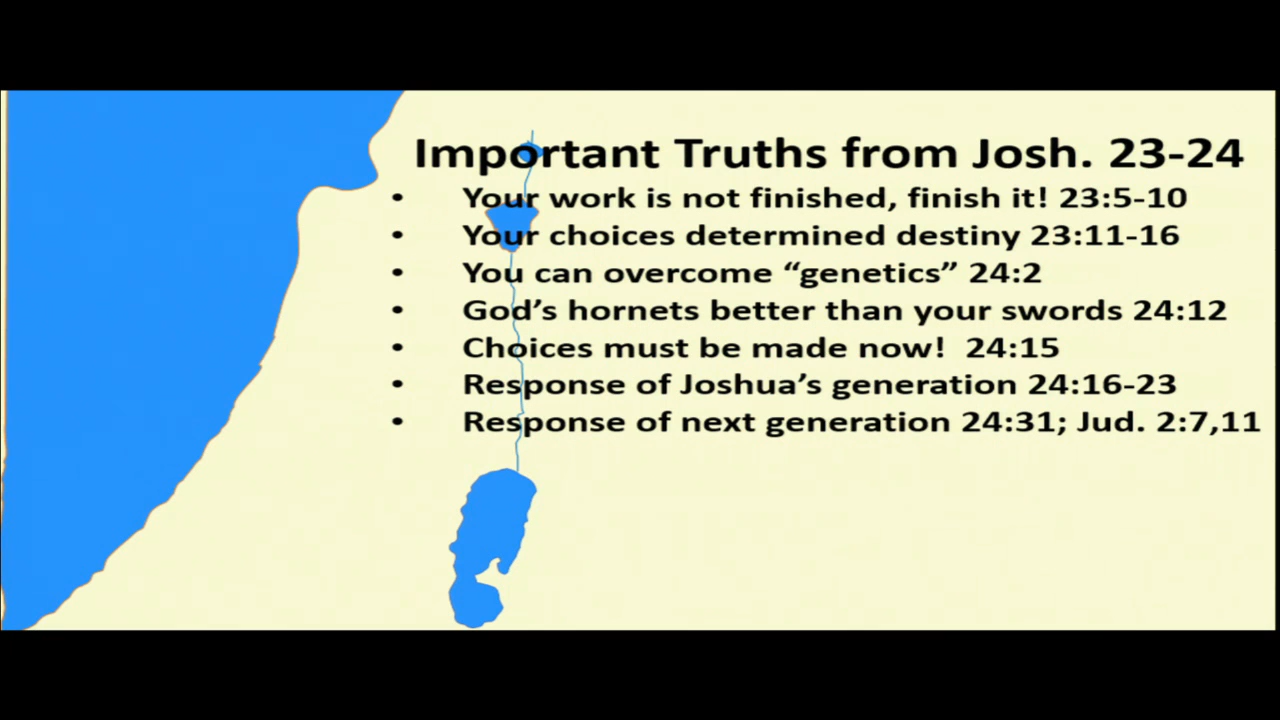 Important Truths from Josh. 23-24
• Your work is not finished, finish it! 23:5-10
• Your choices determined destiny 23:11-16
• You can overcome “genetics” 24:2
• God’s hornets better than your swords 24:12
• Choices must be made now! 24:15
• Response of Joshua’s generation 24:16-23
• Response of next generation 24:31; Jud. 2:7,11